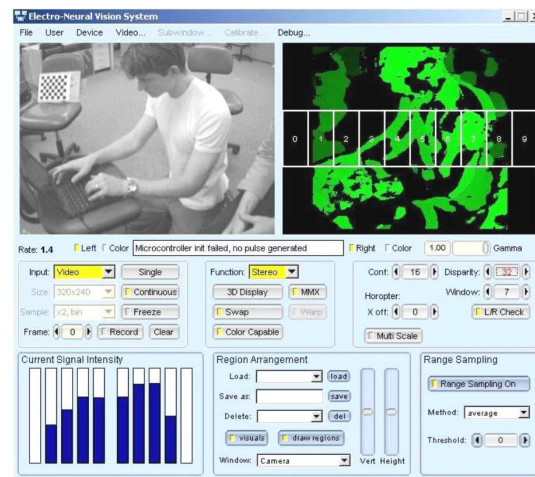 Electro-Neural Vision System
File User Device Video... Subwindow... Calibrate... Debug...
0 1 2 3 4 5 6 7 8 9
Rate: 1.4 Left Color Microcontroller init failed, no pulse generated Right Color 1.00 Gamma
Input: Video Single Function: Stereo Conf: 16 Disparity: 32
Size: 320x240 Continuous 3D Display MMX Horopter: Window: 7
Sample: x2, bin Freeze Swap Warp X off: 0 L/R Check
Frame: 0 Record Clear Color Capable Multi Scale
Current Signal Intensity Region Arrangement Range Sampling
Load: load Range Sampling On
Save as: save
Delete: del Method: average
visuals draw regions Threshold: 0
Window: Camera Vert Height